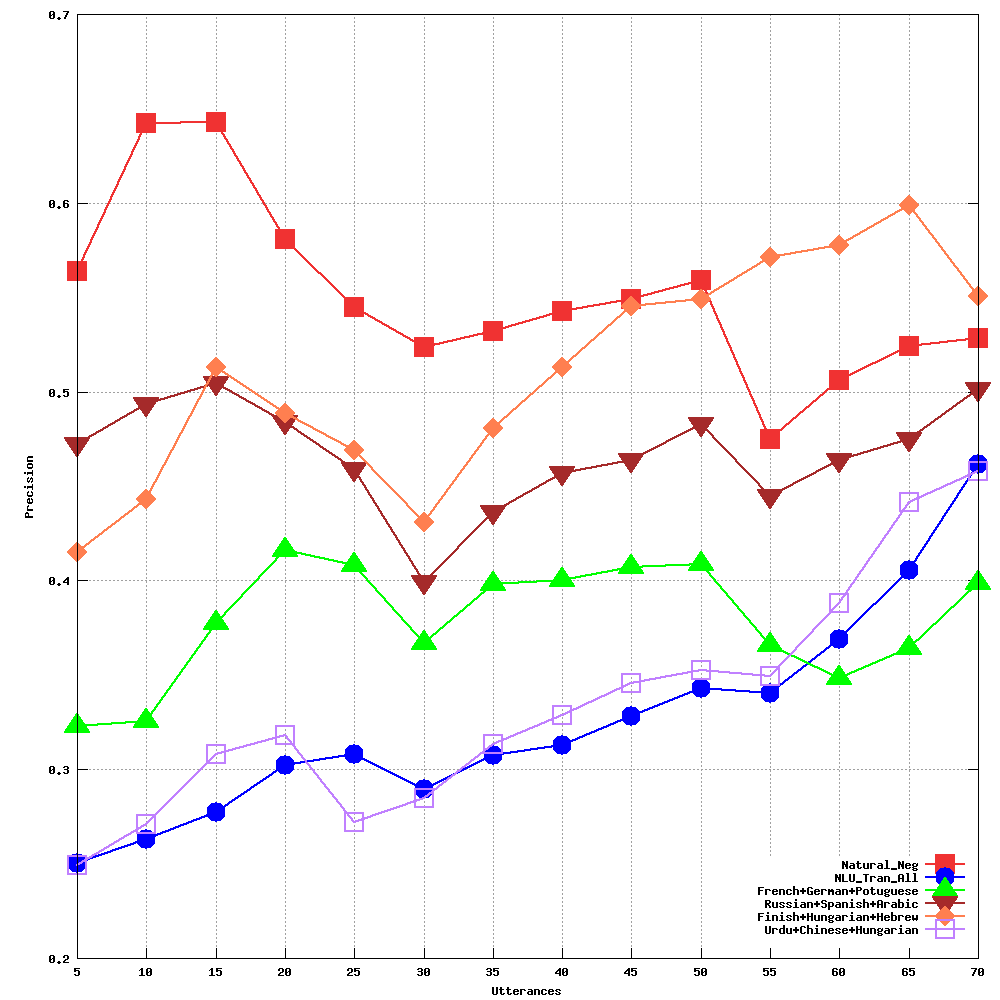 0.7
0.6
0.5
0.4
0.3
0.2
Precision
5 10 15 20 25 30 35 40 45 50 55 60 65 70
Utterances
Natural_Neg
NLU_Tran_All
French+German+Potuguese
Russian+Spanish+Arabic
Finish+Hungarian+Hebrew
Urdu+Chinese+Hungarian